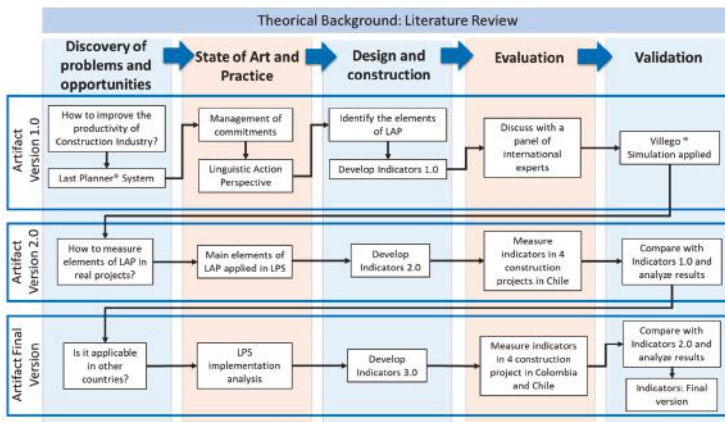 Theorical Background: Literature Review
Discovery of
problems and
opportunities
State of Art and
Practice
Design and
construction
Evaluation
Validation
Artifact
Version 1.0
How to improve the
productivity of
Construction Industry?
Last Planner® System
Management of
commitments
Linguistic Action
Perspective
Identify the elements
of LAP
Develop Indicators 1.0
Discuss with a
panel of
international
experts
Villego ®
Simulation applied
Artifact
Version 2.0
How to measure
elements of LAP in
real projects?
Main elements of
LAP applied in LPS
Develop
Indicators 2.0
Measure
indicators in 4
construction
projects in Chile
Compare with
Indicators 1.0 and
analyze results
Artifact Final
Version
Is it applicable
in other
countries?
LPS
implementation
analysis
Develop
Indicators 3.0
Measure indicators
in 4 construction
project in Colombia
and Chile
Compare with
Indicators 2.0 and
analyze results
Indicators: Final
version